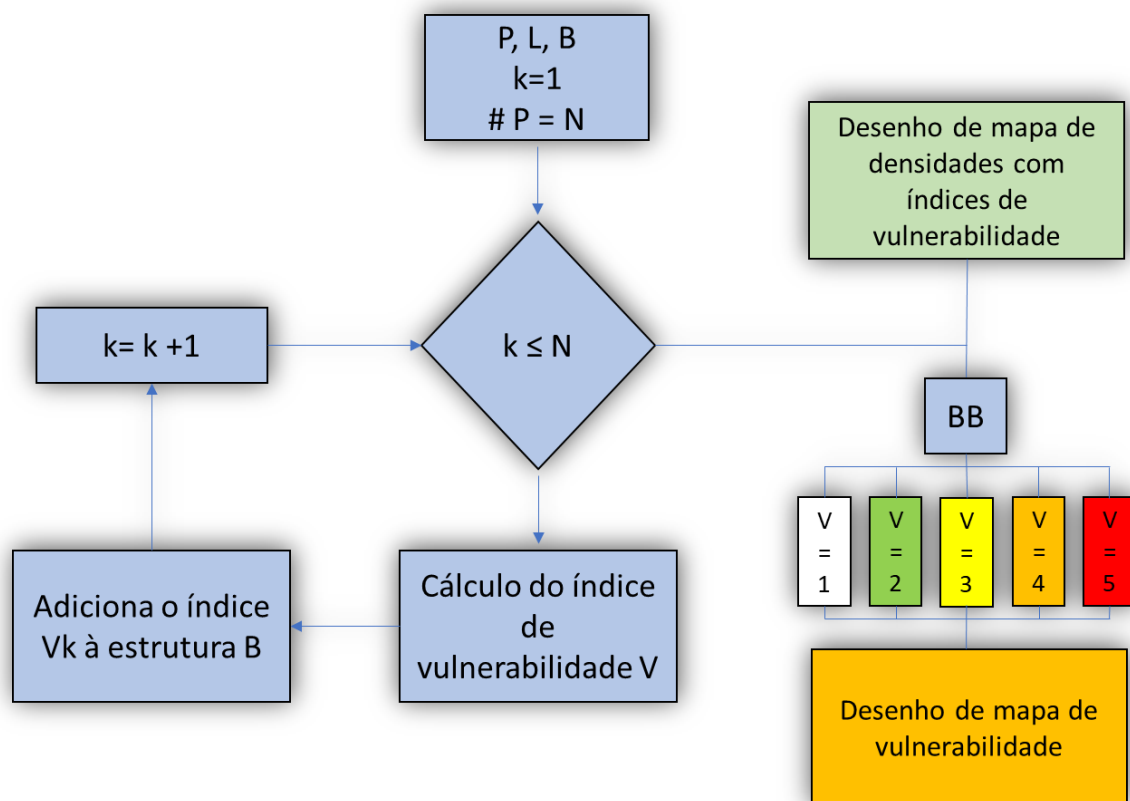 P, L, B
k=1
# P = N
Desenho de mapa de
densidades com
índices de
vulnerabilidade
k= k +1
k ≤ N
BB
V
=
1
V
=
2
V
=
3
V
=
4
V
=
5
Adiciona o índice
Vk à estrutura B
Cálculo do índice
de
vulnerabilidade V
Desenho de mapa de
vulnerabilidade